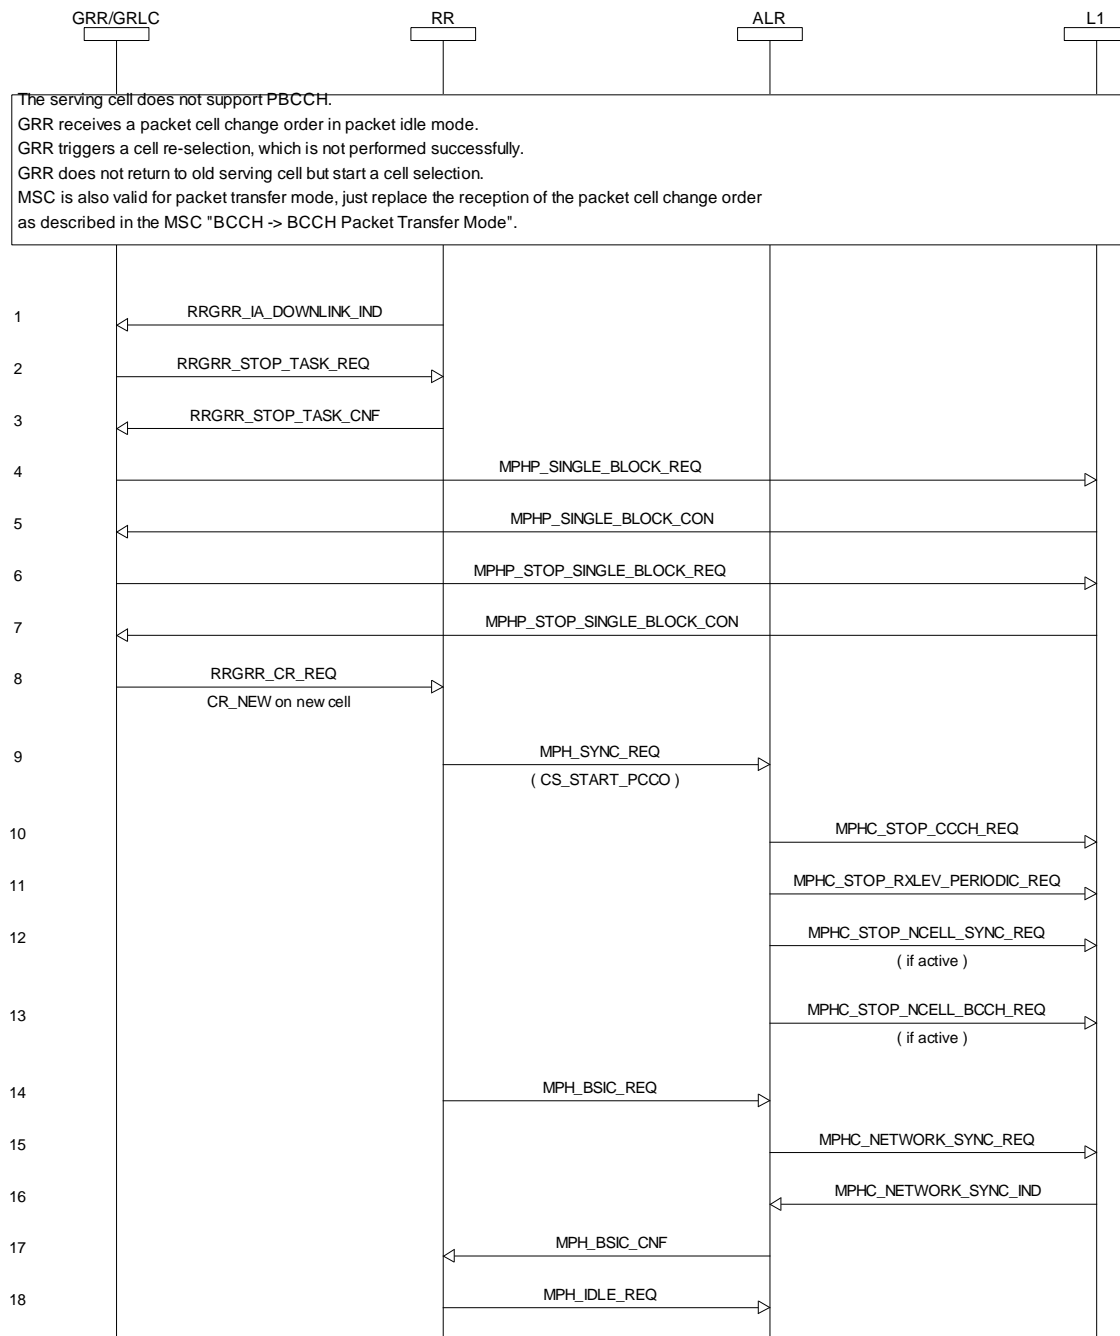 GRR/GRLC RR ALR L1
The serving cell does not support PBCCH.
GRR receives a packet cell change order in packet idle mode.
GRR triggers a cell re-selection, which is not performed successfully.
GRR does not return to old serving cell but start a cell selection.
MSC is also valid for packet transfer mode, just replace the reception of the packet cell change order
as described in the MSC "BCCH -> BCCH Packet Transfer Mode".
1 RRGRR_IA_DOWNLINK_IND
2 RRGRR_STOP_TASK_REQ
3 RRGRR_STOP_TASK_CNF
4 MPHP_SINGLE_BLOCK_REQ
5 MPHP_SINGLE_BLOCK_CON
6 MPHP_STOP_SINGLE_BLOCK_REQ
7 MPHP_STOP_SINGLE_BLOCK_CON
8 RRGRR_CR_REQ
CR_NEW on new cell
9 MPH_SYNC_REQ
( CS_START_PCCO )
10 MPHC_STOP_CCCH_REQ
11 MPHC_STOP_RXLEV_PERIODIC_REQ
12 MPHC_STOP_NCELL_SYNC_REQ
( if active )
13 MPHC_STOP_NCELL_BCCH_REQ
( if active )
14 MPH_BSIC_REQ
15 MPHC_NETWORK_SYNC_REQ
16 MPHC_NETWORK_SYNC_IND
17 MPH_BSIC_CNF
18 MPH_IDLE_REQ